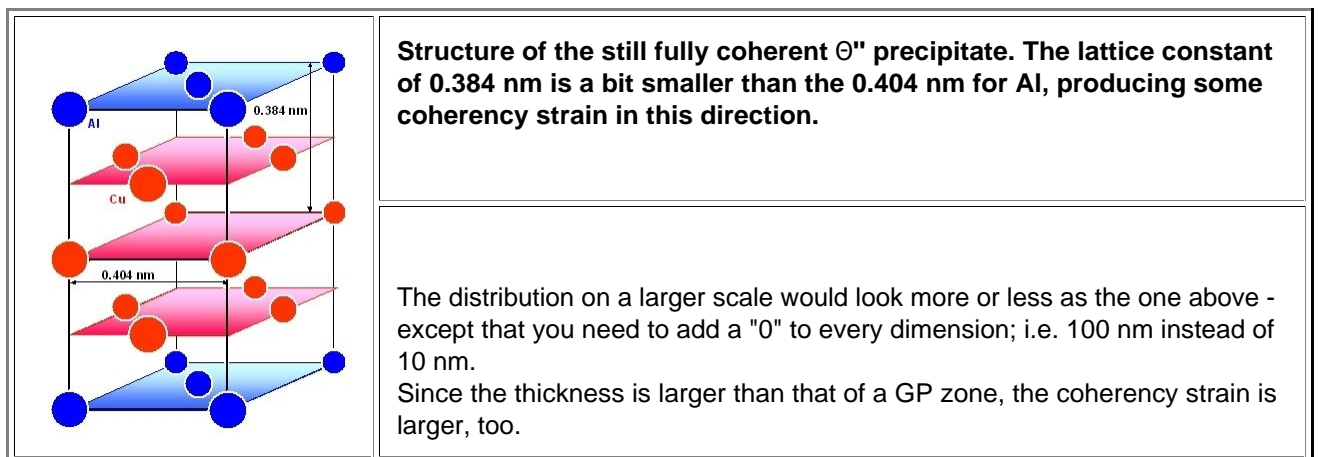 Al
0.384 nm
Cu
0.404 nm
Structure of the still fully coherent Θ" precipitate. The lattice constant
of 0.384 nm is a bit smaller than the 0.404 nm for Al, producing some
coherency strain in this direction.
The distribution on a larger scale would look more or less as the one above -
except that you need to add a "0" to every dimension; i.e. 100 nm instead of
10 nm.
Since the thickness is larger than that of a GP zone, the coherency strain is
larger, too.